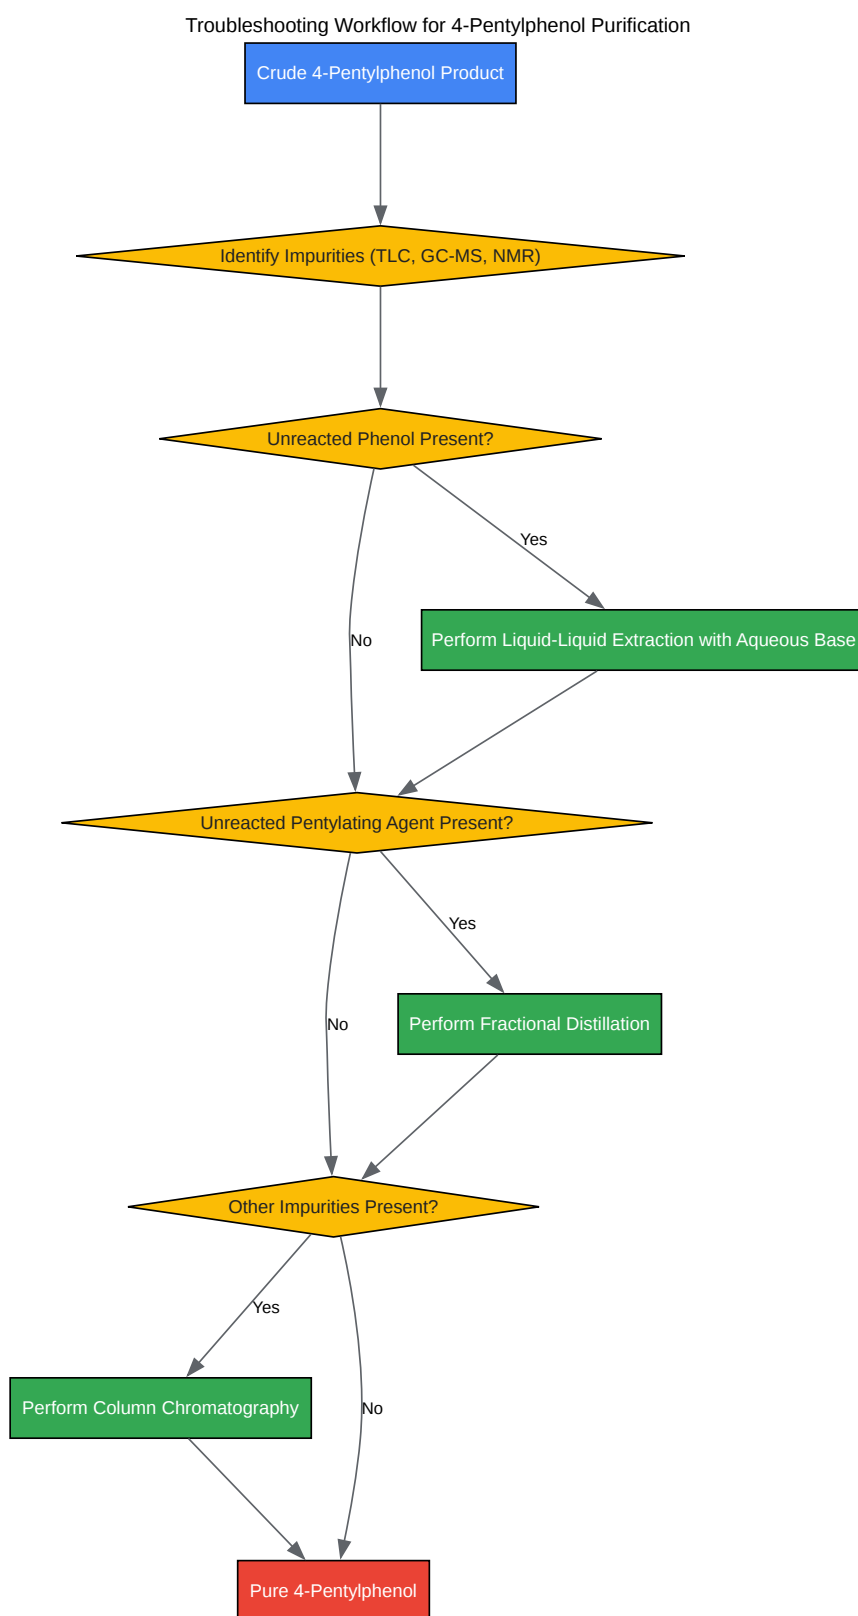 Troubleshooting Workflow for 4-Pentylphenol Purification
Crude 4-Pentylphenol Product
Identify Impurities (TLC, GC-MS, NMR)
Unreacted Phenol Present?
Yes
No
Perform Liquid-Liquid Extraction with Aqueous Base
Unreacted Pentylating Agent Present?
Yes
No
Perform Fractional Distillation
Other Impurities Present?
Yes
Perform Column Chromatography
No
Pure 4-Pentylphenol